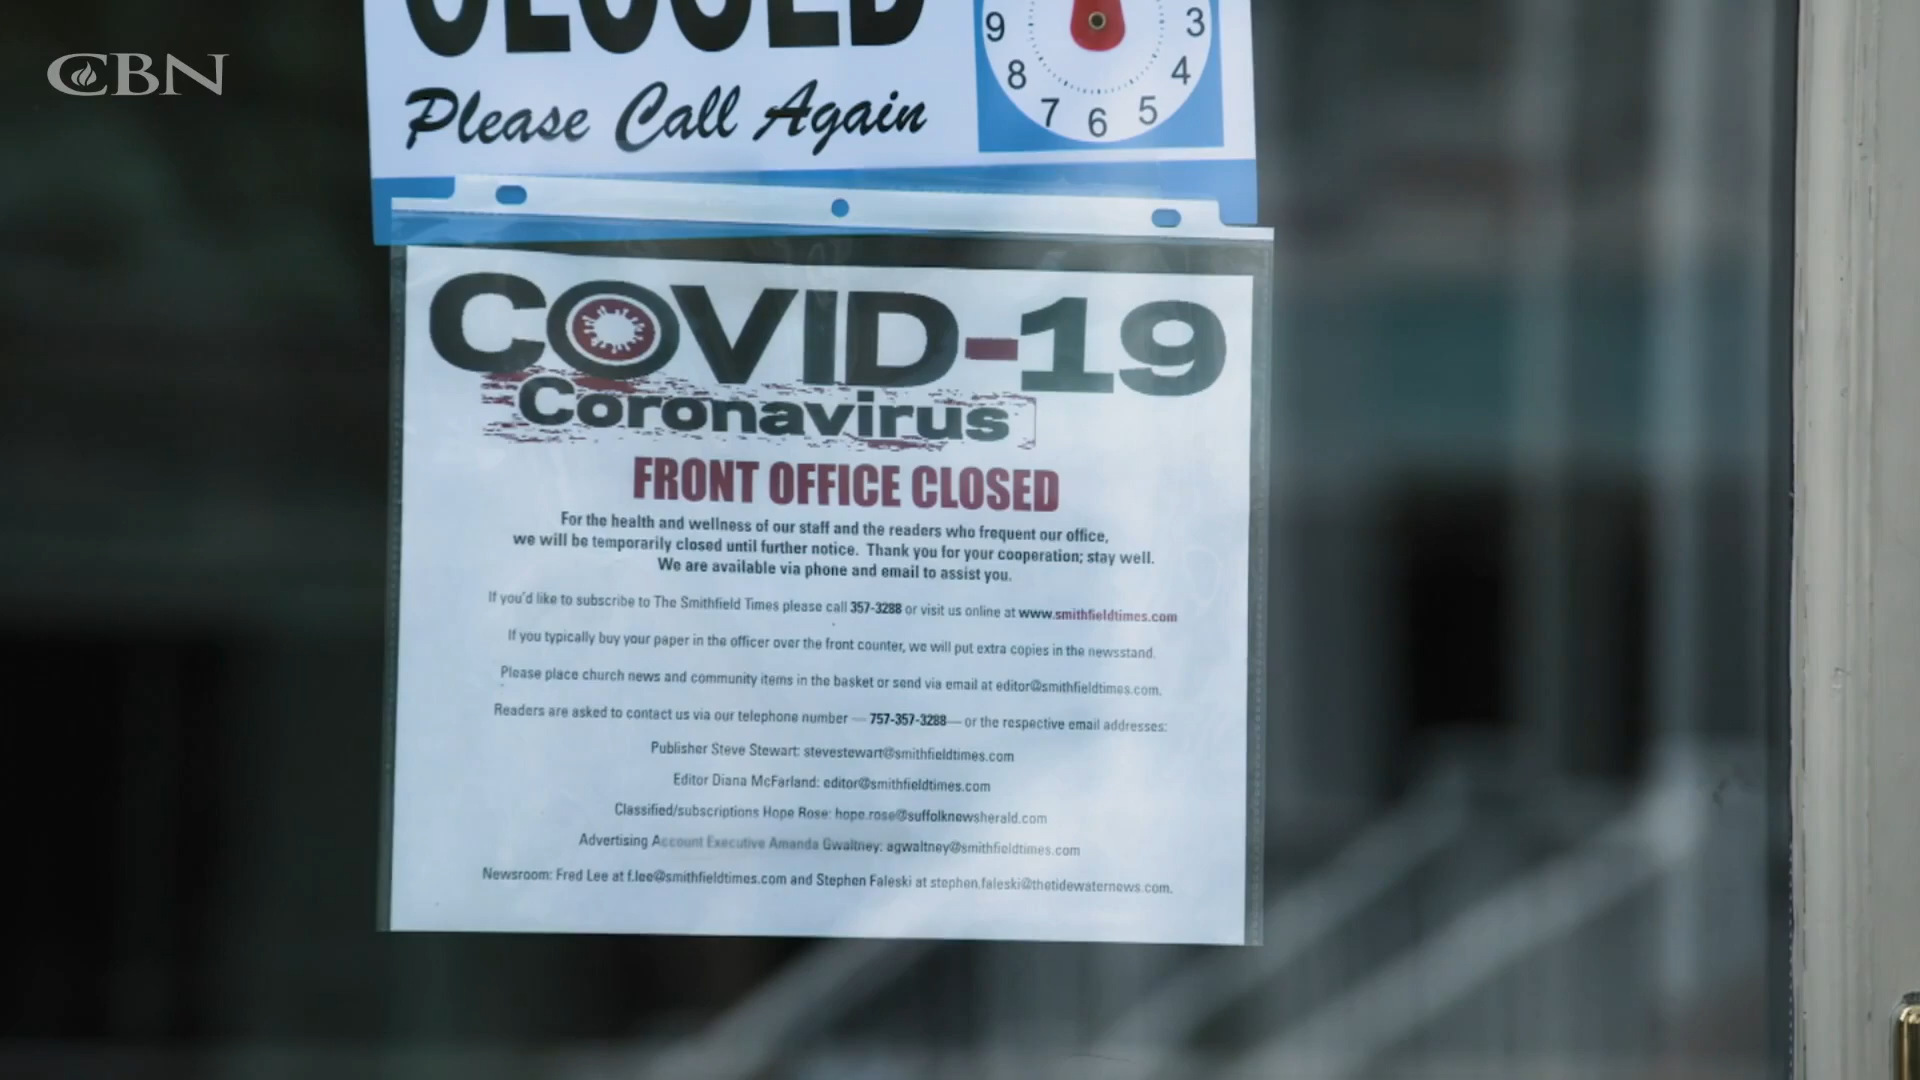 CBN
CLOSED
Please Call Again
9 3
8 4
7 6 5
COVID-19
Coronavirus
FRONT OFFICE CLOSED
For the health and wellness of our staff and the readers who frequent our office,
we will be temporarily closed until further notice. Thank you for your cooperation; stay well.
We are available via phone and email to assist you.
If you'd like to subscribe to The Smithfield Times please call 357-3288 or visit us online at www.smithfieldtimes.com
If you typically buy your paper in the officer over the front counter, we will put extra copies in the newsstand.
Please place church news and community items in the basket or send via email at editor@smithfieldtimes.com.
Readers are asked to contact us via our telephone number — 757-357-3288— or the respective email addresses:
Publisher Steve Stewart: stevestewart@smithfieldtimes.com
Editor Diana McFarland: editor@smithfieldtimes.com
Classified/subscriptions Hope Rose: hope.rose@suffolknewsherald.com
Advertising Account Executive Amanda Gwaltney: agwaltney@smithfieldtimes.com
Newsroom: Fred Lee at f.lee@smithfieldtimes.com and Stephen Faleski at stephen.faleski@thetidewaternews.com.